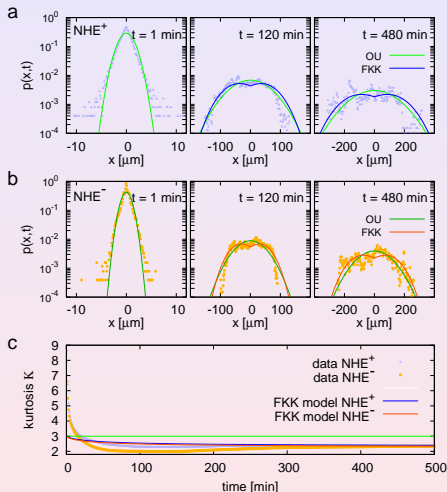 a
NHE⁺
t = 1 min
t = 120 min
t = 480 min
OU
FKK
p(x,t)
10⁰
10⁻¹
10⁻²
10⁻³
10⁻⁴
-10 0 10
-100 0 100
-200 0 200
x [μm]
x [μm]
x [μm]
b
NHE⁻
t = 1 min
t = 120 min
t = 480 min
OU
FKK
p(x,t)
10⁰
10⁻¹
10⁻²
10⁻³
10⁻⁴
-10 0 10
-100 0 100
-200 0 200
x [μm]
x [μm]
x [μm]
c
kurtosis K
9
8
7
6
5
4
3
2
data NHE⁺
data NHE⁻
FKK model NHE⁺
FKK model NHE⁻
0 100 200 300 400 500
time [min]